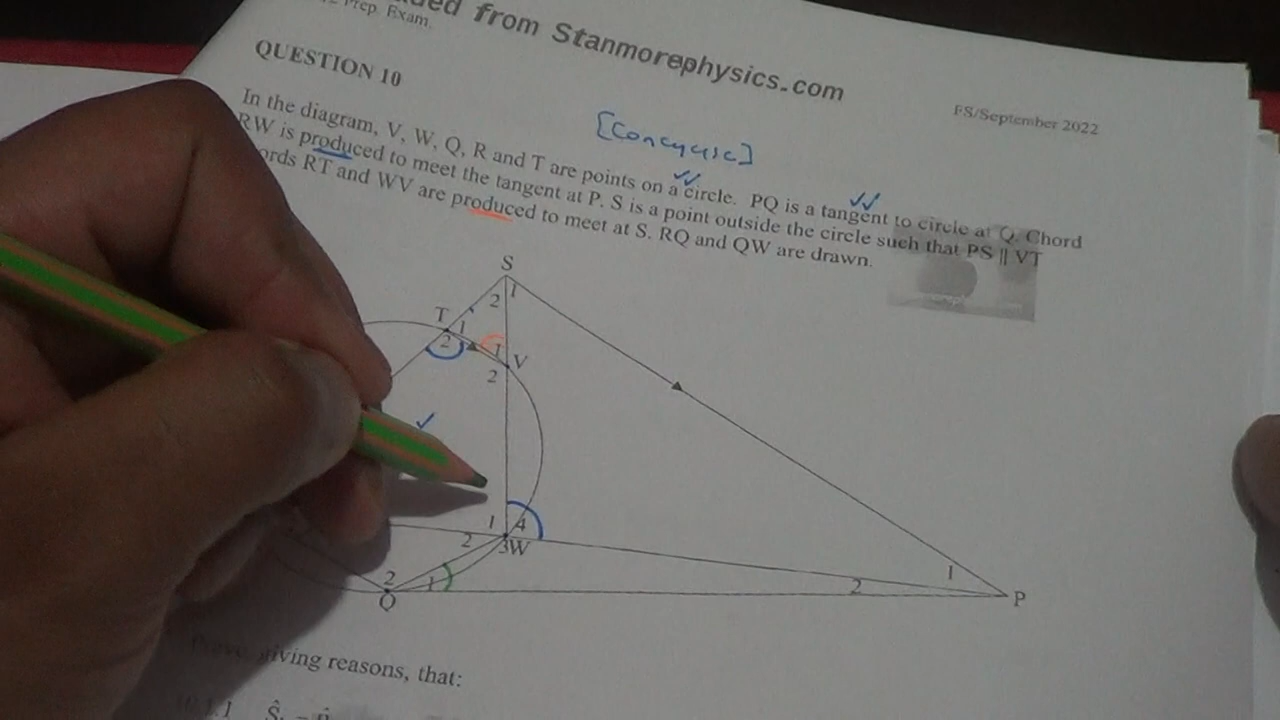 ded from Stanmorephysics.com
Prep. Exam.
FS/September 2022
QUESTION 10
[Concyclic]
In the diagram, V, W, Q, R and T are points on a circle. PQ is a tangent to circle at Q. Chord
RW is produced to meet the tangent at P. S is a point outside the circle such that PS || VT
ords RT and WV are produced to meet at S. RQ and QW are drawn.
S
2 1
T 1
2 1 V
2
1 4
2 3 W
2 1
Q
2 1
P
giving reasons, that: